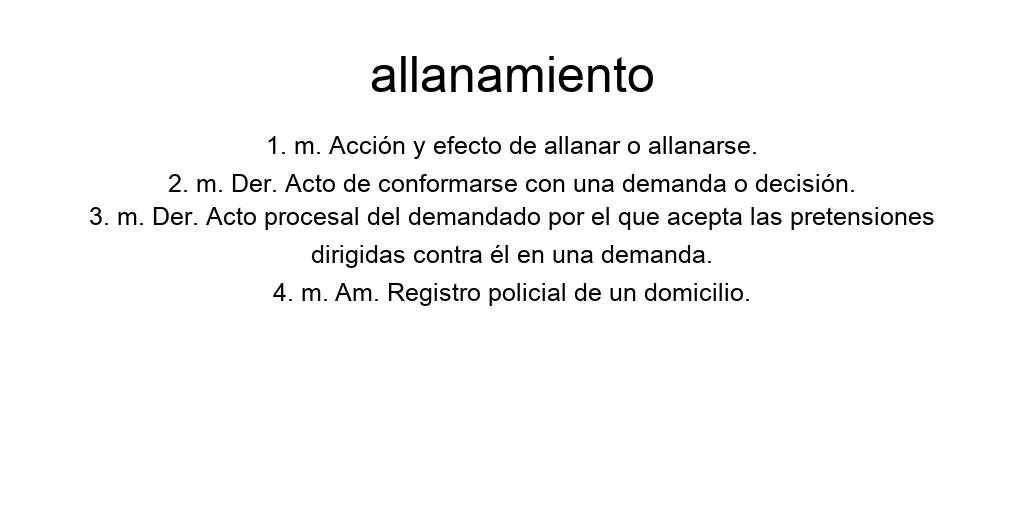 allanamiento
1. m. Acción y efecto de allanar o allanarse.
2. m. Der. Acto de conformarse con una demanda o decisión.
3. m. Der. Acto procesal del demandado por el que acepta las pretensiones
dirigidas contra él en una demanda.
4. m. Am. Registro policial de un domicilio.